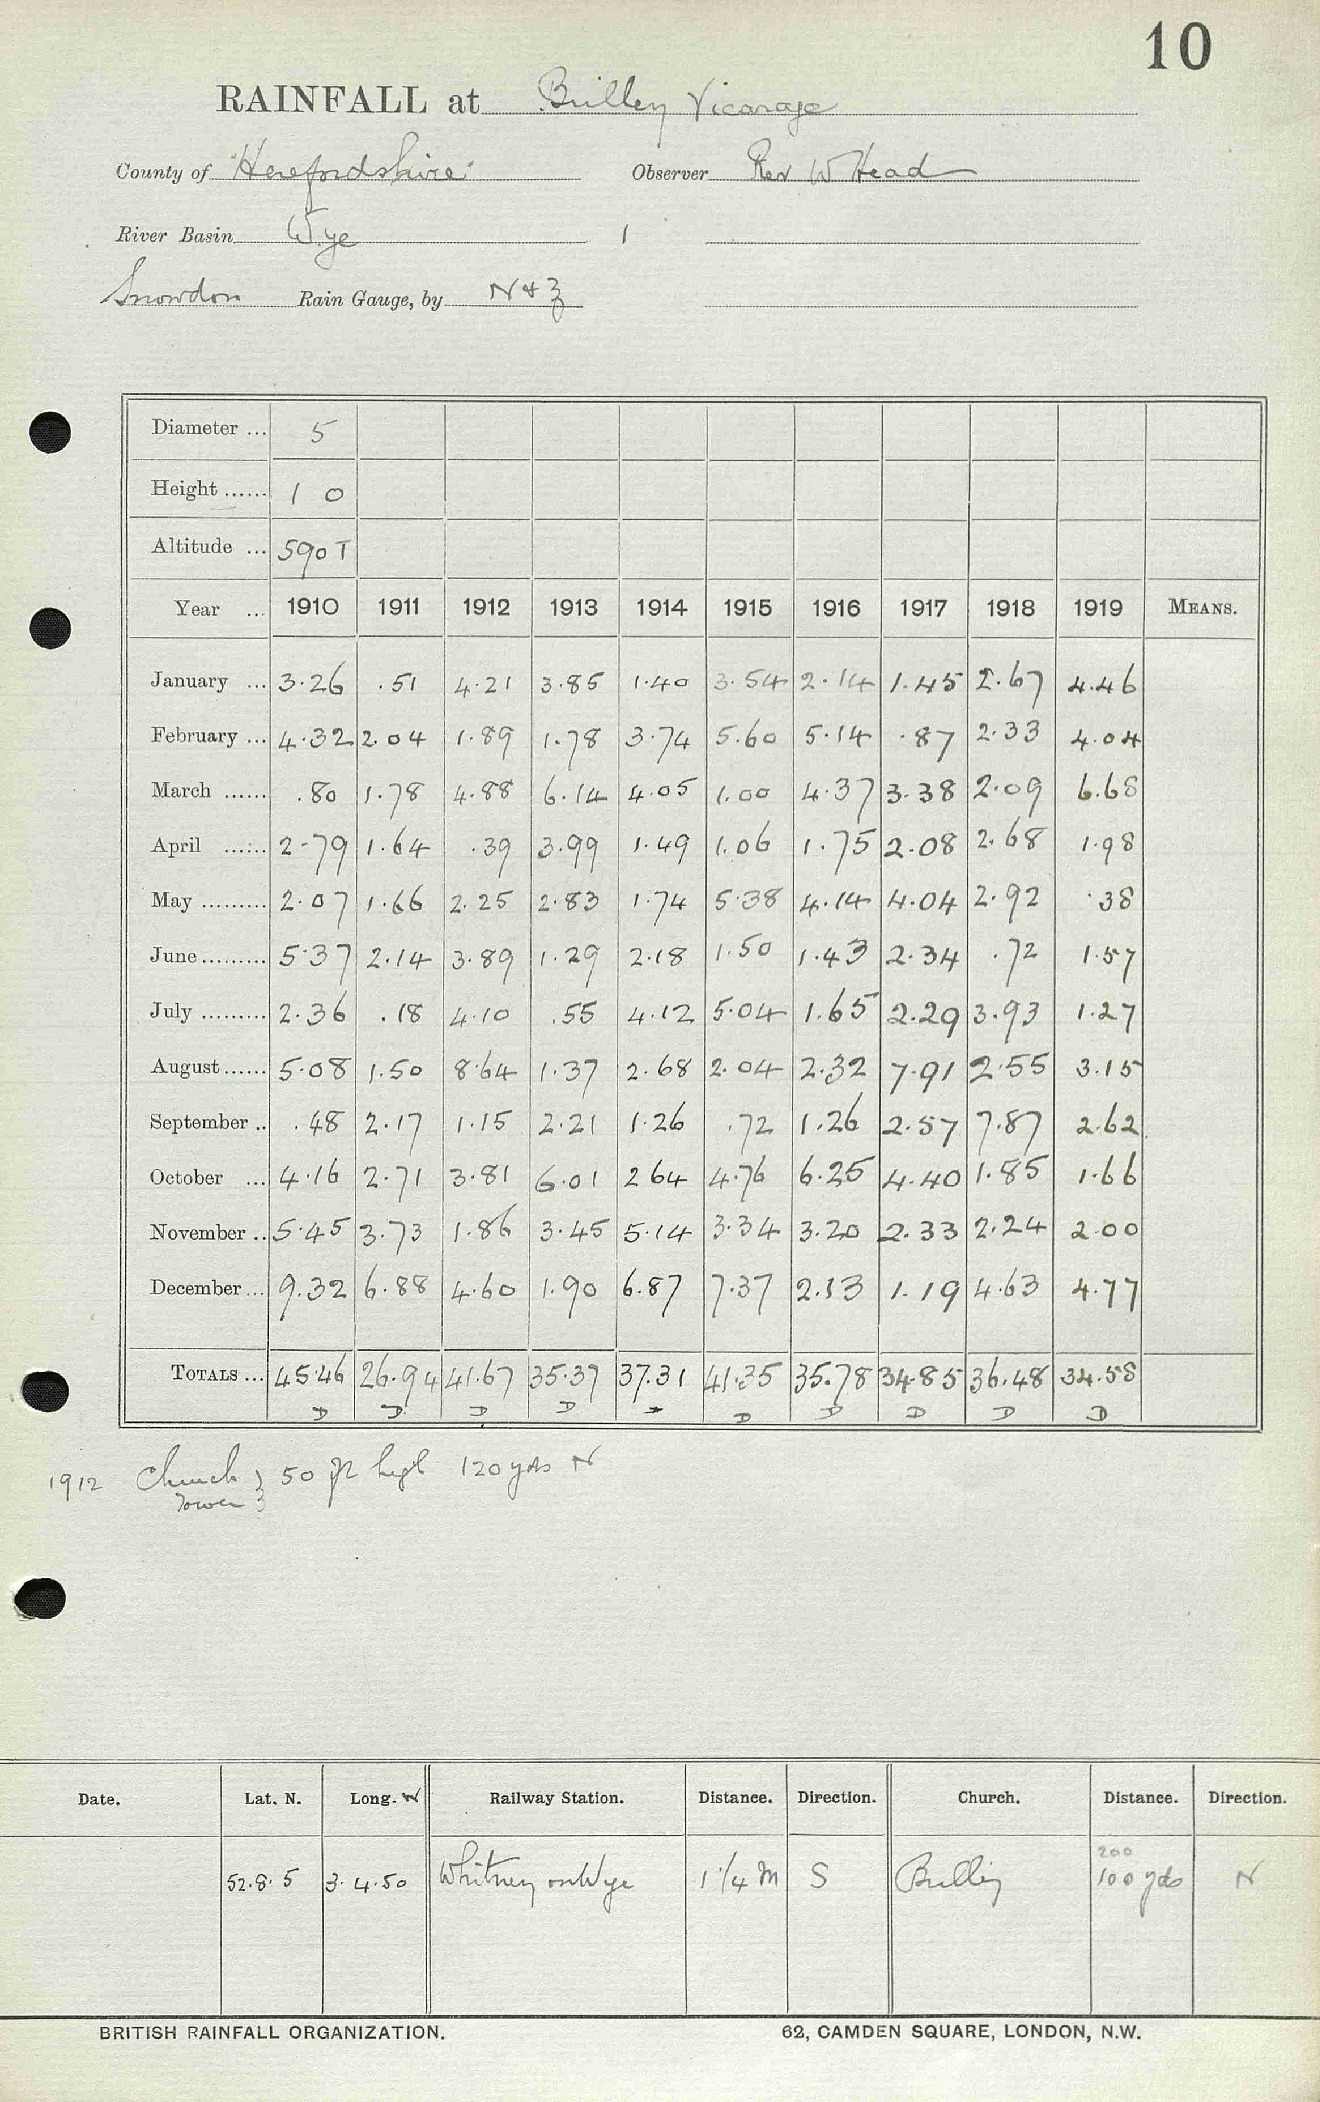 10
RAINFALL at Brilley Vicarage
County of Herefordshire Observer Rev W Head
River Basin Wye 1
Snowdon Rain Gauge, by N & Z
Diameter ... 5
Height ...... 1 0
Altitude ... 590 T
Year ... 1910 1911 1912 1913 1914 1915 1916 1917 1918 1919 MEANS.
January ... 3.26 .51 4.21 3.85 1.40 3.54 2.14 1.45 2.67 4.46
February ... 4.32 2.04 1.89 1.78 3.74 5.60 5.14 .87 2.33 4.04
March ...... .80 1.78 4.88 6.14 4.05 1.00 4.37 3.38 2.09 6.68
April ...... 2.79 1.64 .39 3.99 1.49 1.06 1.75 2.08 2.68 1.98
May ......... 2.07 1.66 2.25 2.83 1.74 5.38 4.14 4.04 2.92 .38
June ......... 5.37 2.14 3.89 1.29 2.18 1.50 1.43 2.34 .72 1.57
July ......... 2.36 .18 4.10 .55 4.12 5.04 1.65 2.29 3.93 1.27
August ...... 5.08 1.50 8.64 1.37 2.68 2.04 2.32 7.91 2.55 3.15
September .. .48 2.17 1.15 2.21 1.26 .72 1.26 2.57 7.87 2.62
October ... 4.16 2.71 3.81 6.01 2 64 4.76 6.25 4.40 1.85 1.66
November .. 5.45 3.73 1.86 3.45 5.14 3.34 3.20 2.33 2.24 2.00
December ... 9.32 6.88 4.60 1.90 6.87 7.37 2.13 1.19 4.63 4.77
TOTALS ... 45.46 26.94 41.67 35.37 37.31 41.35 35.78 34.85 36.48 34.58
D D D D D D D D D
1912 Church Tower } 50 ft high 120 yds N
Date. Lat. N. Long. W Railway Station. Distance. Direction. Church. Distance. Direction.
200
52.8.5 3.4.50 Whitney on Wye 1 1/4 M S Brilley 100 yds N
BRITISH RAINFALL ORGANIZATION. 62, CAMDEN SQUARE, LONDON, N.W.